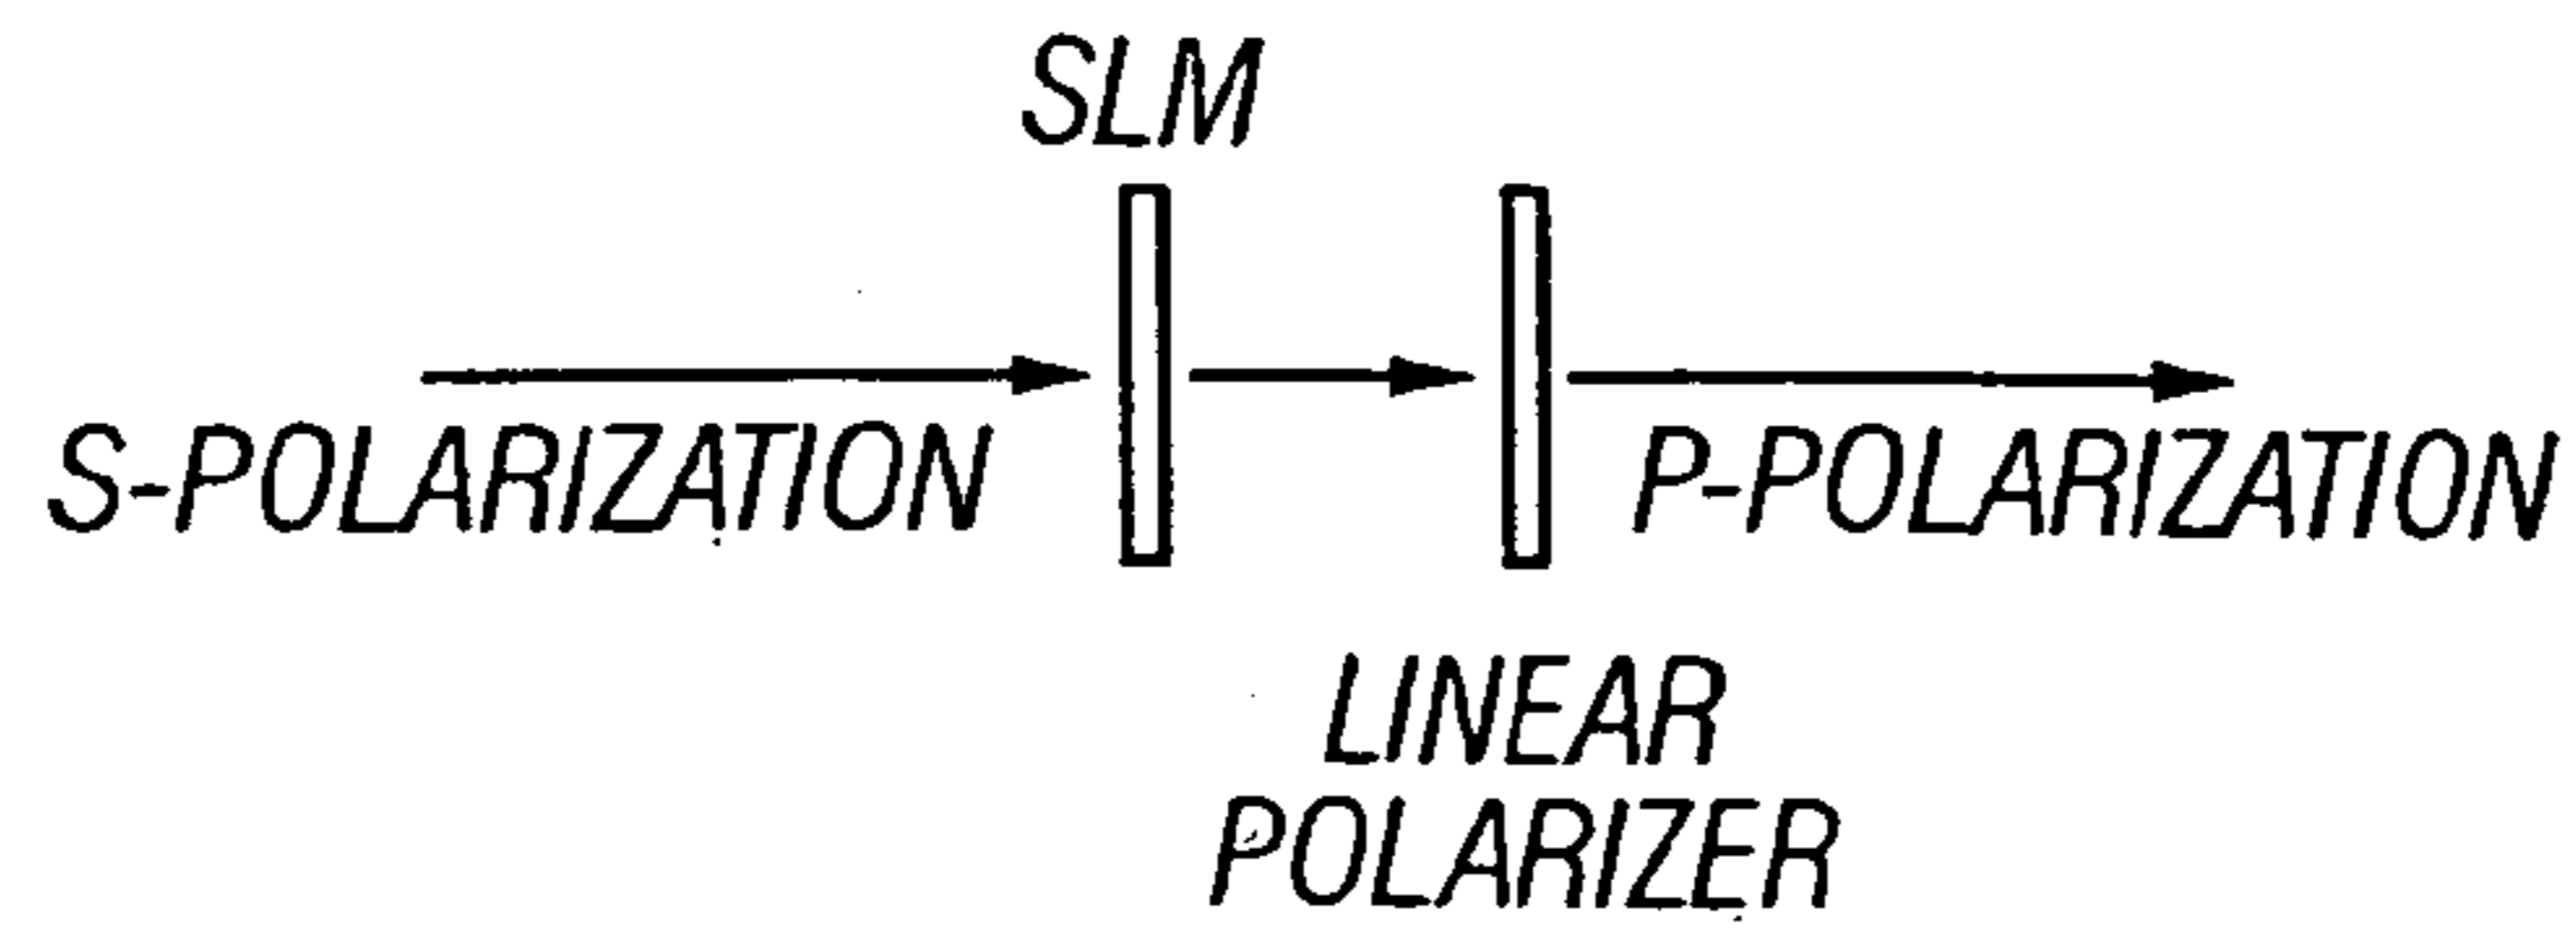 SLM
S-POLARIZATION
P-POLARIZATION
LINEAR
POLARIZER